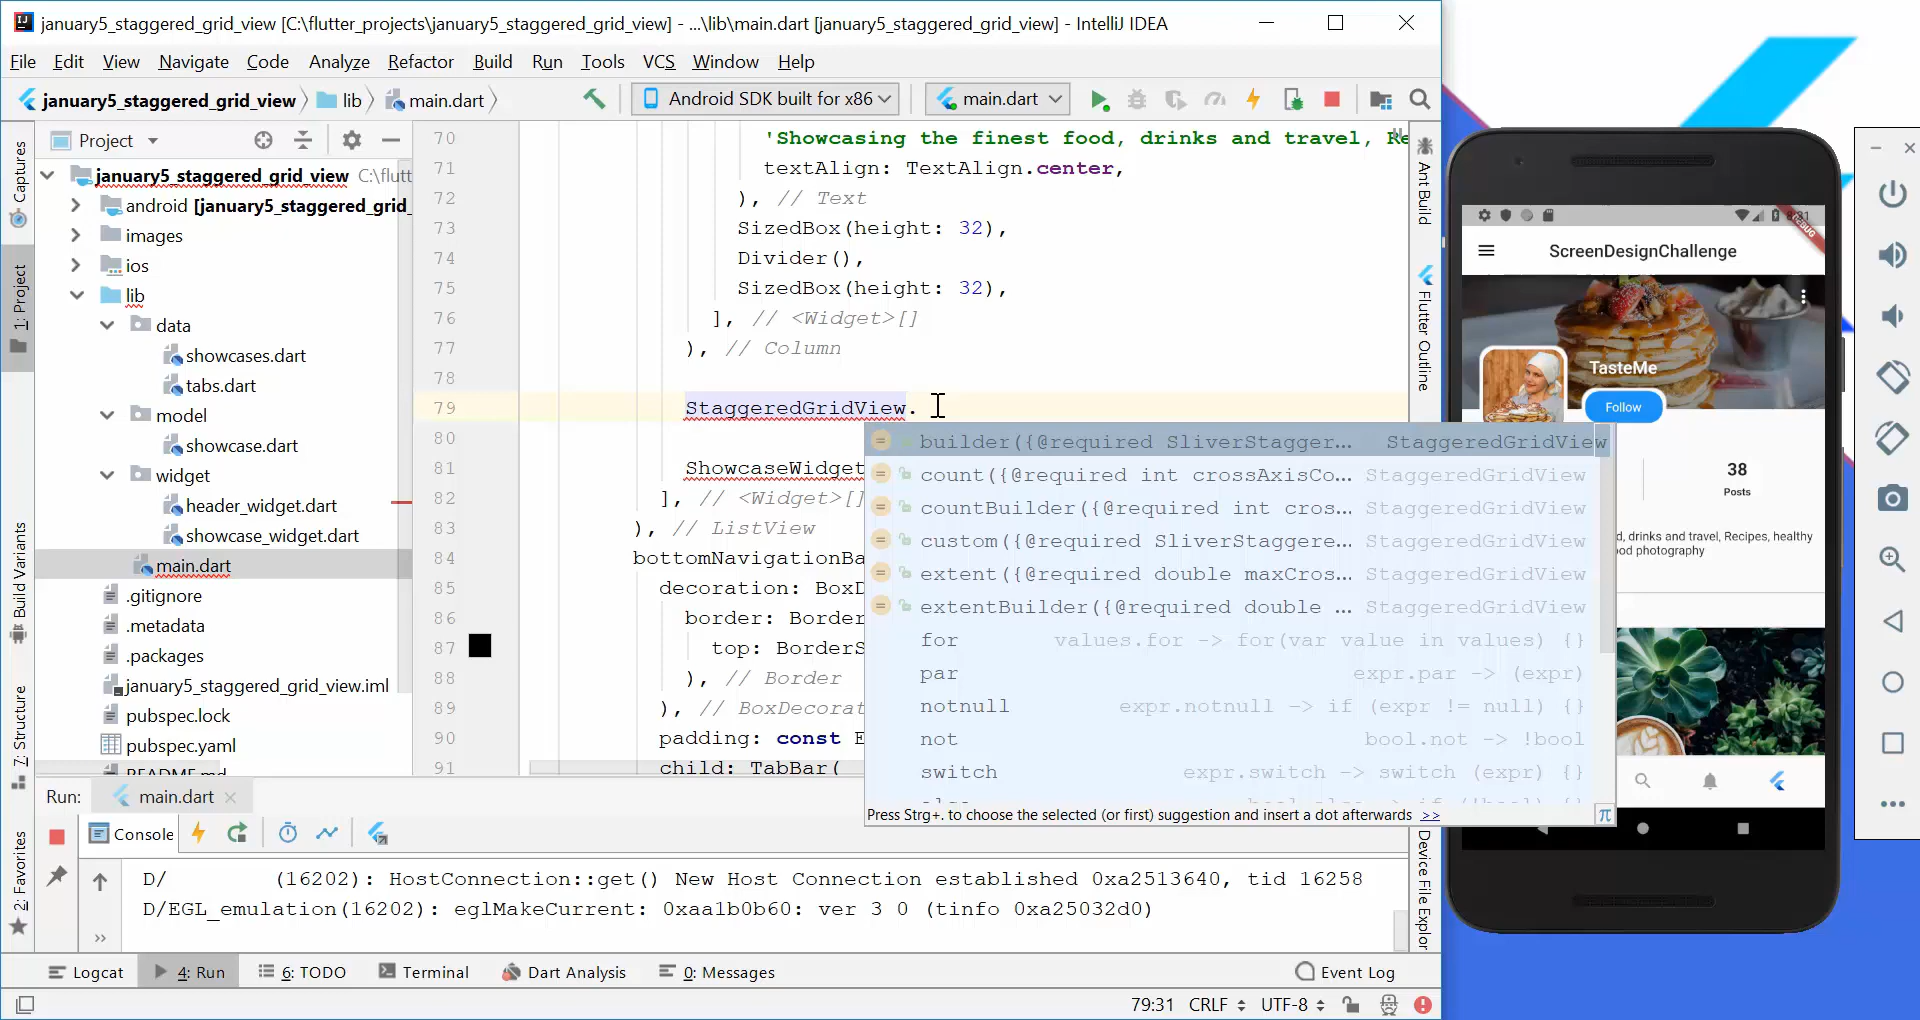 january5_staggered_grid_view [C:\flutter_projects\january5_staggered_grid_view] - ...\lib\main.dart [january5_staggered_grid_view] - IntelliJ IDEA
File Edit View Navigate Code Analyze Refactor Build Run Tools VCS Window Help
january5_staggered_grid_view lib main.dart Android SDK built for x86 main.dart
Captures
1: Project
Build Variants
7: Structure
2: Favorites
Project
january5_staggered_grid_view C:\flutt
android [january5_staggered_grid_
images
ios
lib
data
showcases.dart
tabs.dart
model
showcase.dart
widget
header_widget.dart
showcase_widget.dart
main.dart
.gitignore
.metadata
.packages
january5_staggered_grid_view.iml
pubspec.lock
pubspec.yaml
README.md
70 'Showcasing the finest food, drinks and travel, Re
71 textAlign: TextAlign.center,
72 ), // Text
73 SizedBox(height: 32),
74 Divider(),
75 SizedBox(height: 32),
76 ], // <Widget>[]
77 ), // Column
78
79 StaggeredGridView.
80
81 ShowcaseWidget
82 ], // <Widget>[]
83 ), // ListView
84 bottomNavigationBa
85 decoration: BoxD
86 border: Border
87 top: BorderS
88 ), // Border
89 ), // BoxDecorat
90 padding: const E
91 child: TabBar(
builder({@required SliverStagger... StaggeredGridView
count({@required int crossAxisCo... StaggeredGridView
countBuilder({@required int cros... StaggeredGridView
custom({@required SliverStaggere... StaggeredGridView
extent({@required double maxCros... StaggeredGridView
extentBuilder({@required double ... StaggeredGridView
for values.for -> for(var value in values) {}
par expr.par -> (expr)
notnull expr.notnull -> if (expr != null) {}
not bool.not -> !bool
switch expr.switch -> switch (expr) {}
else bool.else -> if (!bool) {}
Press Strg+. to choose the selected (or first) suggestion and insert a dot afterwards >>
π
Ant Build
Flutter Outline
Device File Explor
Run: main.dart
Console
D/ (16202): HostConnection::get() New Host Connection established 0xa2513640, tid 16258
D/EGL_emulation(16202): eglMakeCurrent: 0xaa1b0b60: ver 3 0 (tinfo 0xa25032d0)
Logcat 4: Run 6: TODO Terminal Dart Analysis 0: Messages Event Log
79:31 CRLF UTF-8
DEBUG
ScreenDesignChallenge
TasteMe
Follow
38
Posts
d, drinks and travel, Recipes, healthy
od photography